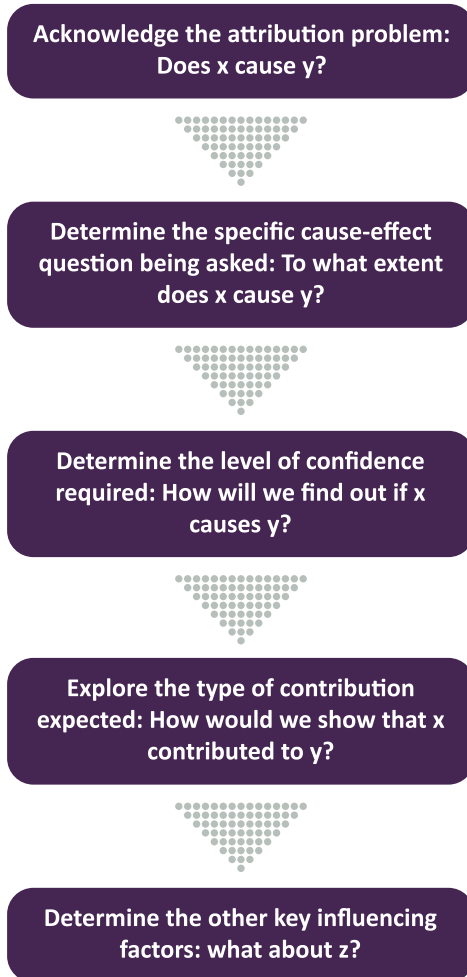 Acknowledge the attribution problem:
Does x cause y?
Determine the specific cause-effect
question being asked: To what extent
does x cause y?
Determine the level of confidence
required: How will we find out if x
causes y?
Explore the type of contribution
expected: How would we show that x
contributed to y?
Determine the other key influencing
factors: what about z?